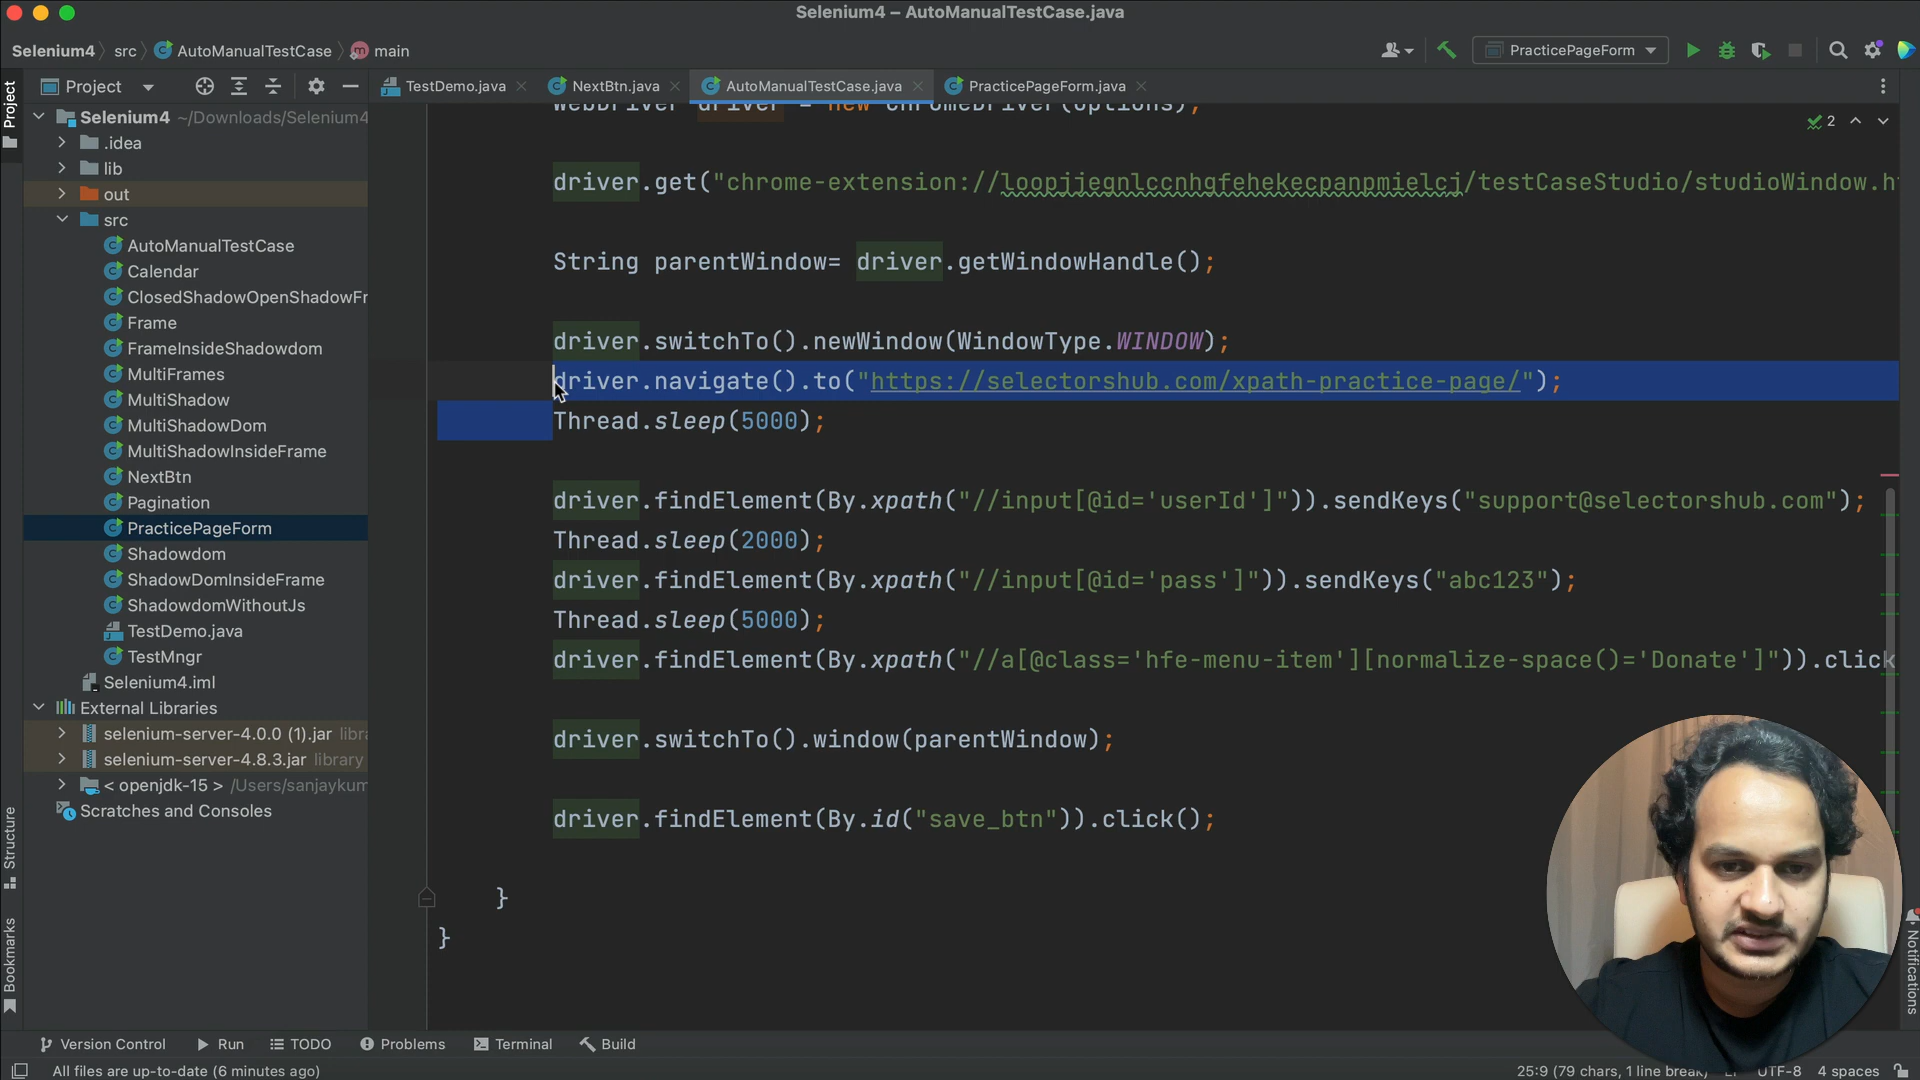 Selenium4 – AutoManualTestCase.java
Selenium4 src AutoManualTestCase main
PracticePageForm
Project
TestDemo.java NextBtn.java AutoManualTestCase.java PracticePageForm.java
Project
Selenium4 ~/Downloads/Selenium4
.idea
lib
out
src
AutoManualTestCase
Calendar
ClosedShadowOpenShadowFr
Frame
FrameInsideShadowdom
MultiFrames
MultiShadow
MultiShadowDom
MultiShadowInsideFrame
NextBtn
Pagination
PracticePageForm
Shadowdom
ShadowDomInsideFrame
ShadowdomWithoutJs
TestDemo.java
TestMngr
Selenium4.iml
External Libraries
selenium-server-4.0.0 (1).jar libra
selenium-server-4.8.3.jar library
< openjdk-15 > /Users/sanjaykum
Scratches and Consoles
Structure
Bookmarks
WebDriver driver = new ChromeDriver(options);
2
driver.get("chrome-extension://loopjjegnlccnhgfehekecpanpmielcj/testCaseStudio/studioWindow.h
String parentWindow= driver.getWindowHandle();
driver.switchTo().newWindow(WindowType.WINDOW);
driver.navigate().to("https://selectorshub.com/xpath-practice-page/");
Thread.sleep(5000);
driver.findElement(By.xpath("//input[@id='userId']")).sendKeys("support@selectorshub.com");
Thread.sleep(2000);
driver.findElement(By.xpath("//input[@id='pass']")).sendKeys("abc123");
Thread.sleep(5000);
driver.findElement(By.xpath("//a[@class='hfe-menu-item'][normalize-space()='Donate']")).click
driver.switchTo().window(parentWindow);
driver.findElement(By.id("save_btn")).click();
}
}
Notifications
Version Control Run TODO Problems Terminal Build
All files are up-to-date (6 minutes ago)
25:9 (79 chars, 1 line break) UTF-8 4 spaces